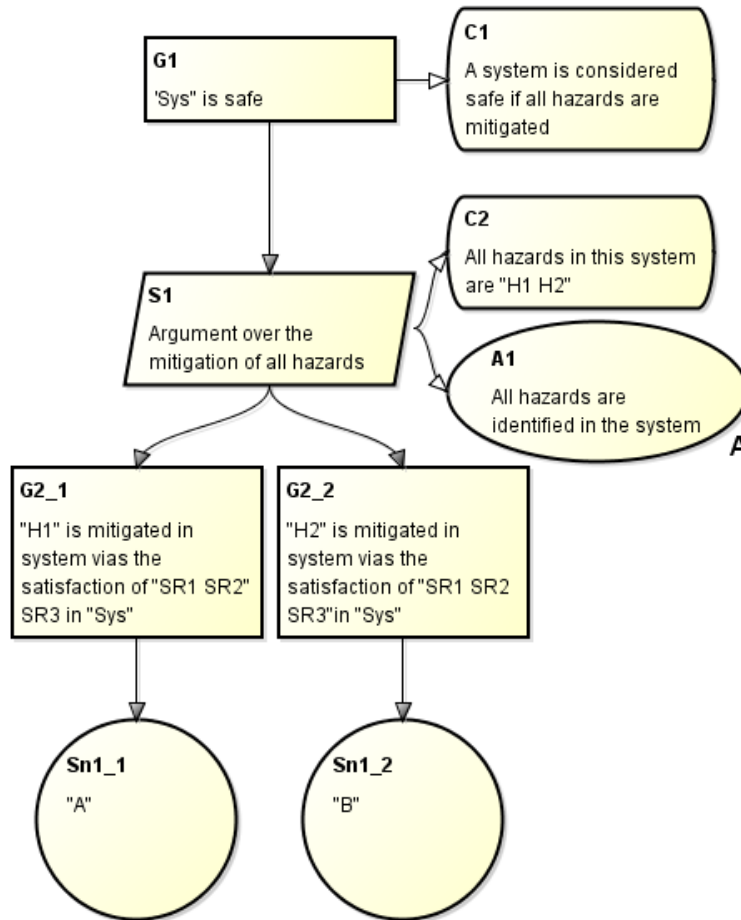 G1
'Sys" is safe
C1
A system is considered
safe if all hazards are
mitigated
C2
All hazards in this system
are "H1 H2"
S1
Argument over the
mitigation of all hazards
A1
All hazards are
identified in the system
A
G2_1
"H1" is mitigated in
system vias the
satisfaction of "SR1 SR2"
SR3 in "Sys"
G2_2
"H2" is mitigated in
system vias the
satisfaction of "SR1 SR2
SR3"in "Sys"
Sn1_1
"A"
Sn1_2
"B"